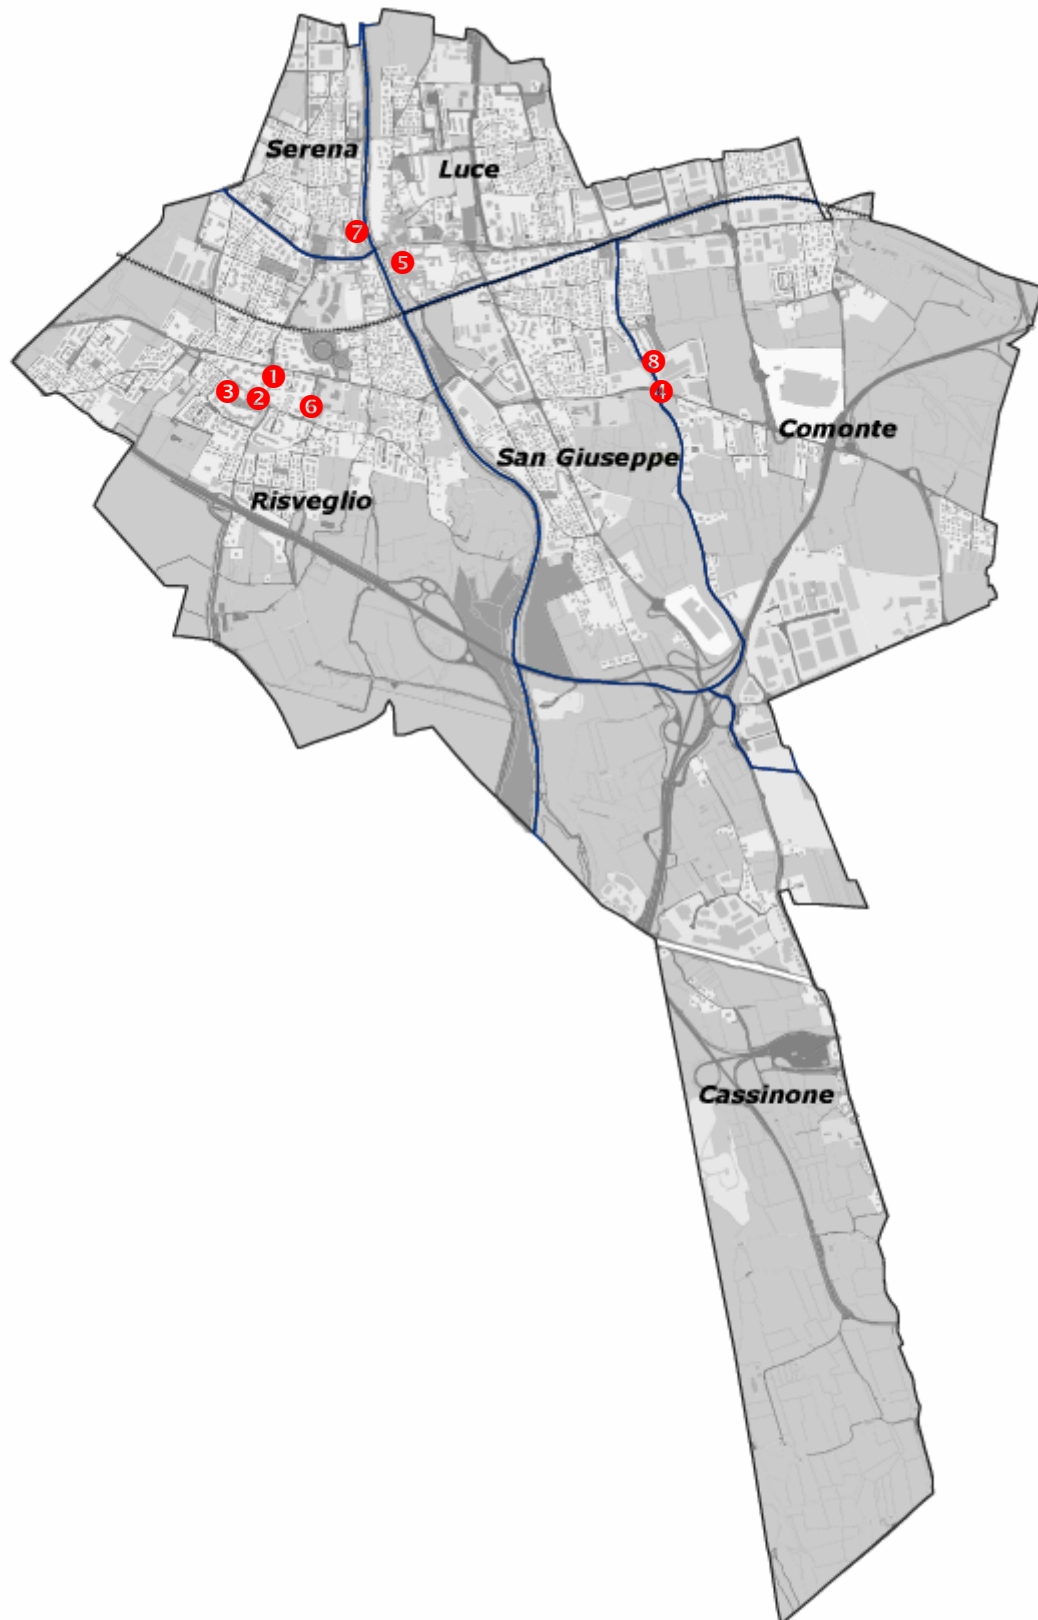 Serena
Luce
7
5
8
1
3
2
4
6
Comonte
San Giuseppe
Risveglio
Cassinone